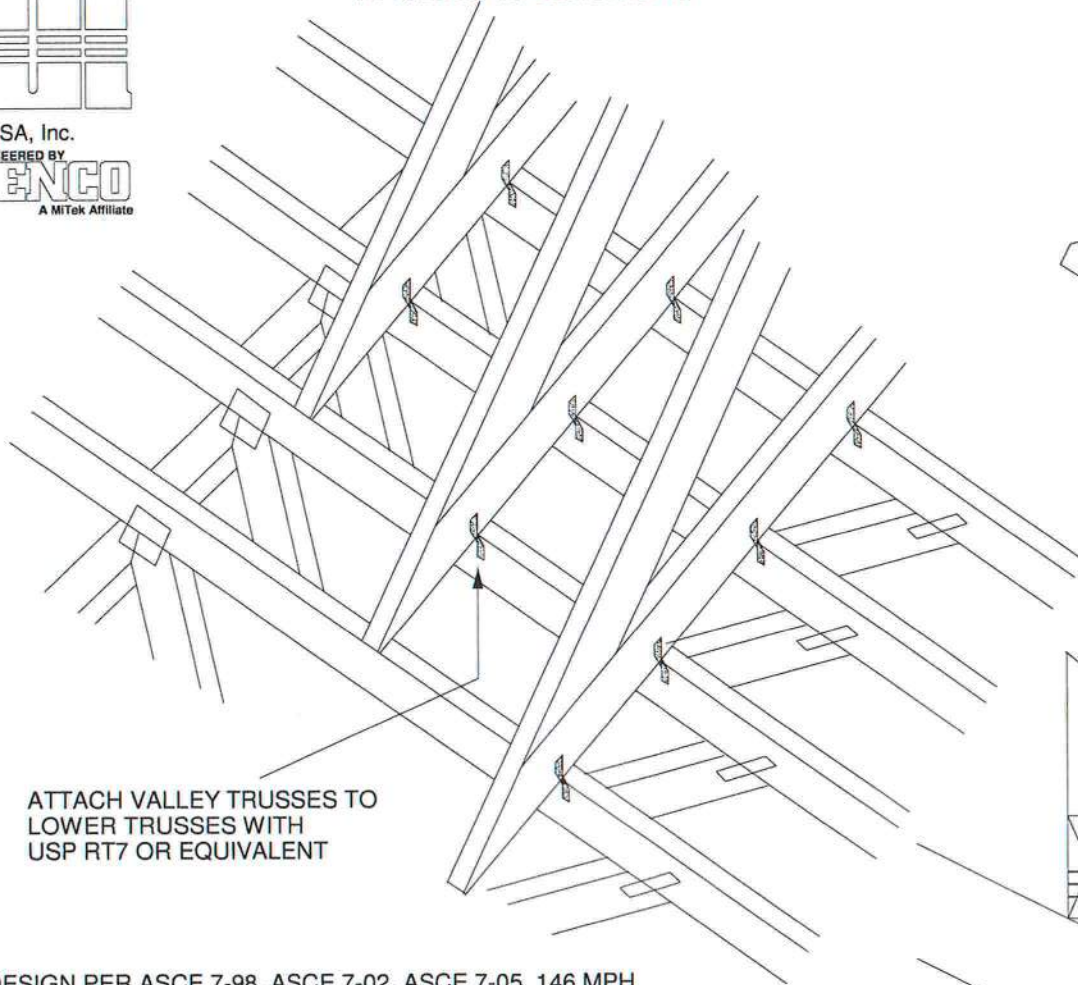 SA, Inc.
EERED BY
ENCO
A MiTek Affiliate
ATTACH VALLEY TRUSSES TO
LOWER TRUSSES WITH
USP RT7 OR EQUIVALENT
DESIGN PER ASCE 7-98, ASCE 7-02, ASCE 7-05 146 MPH